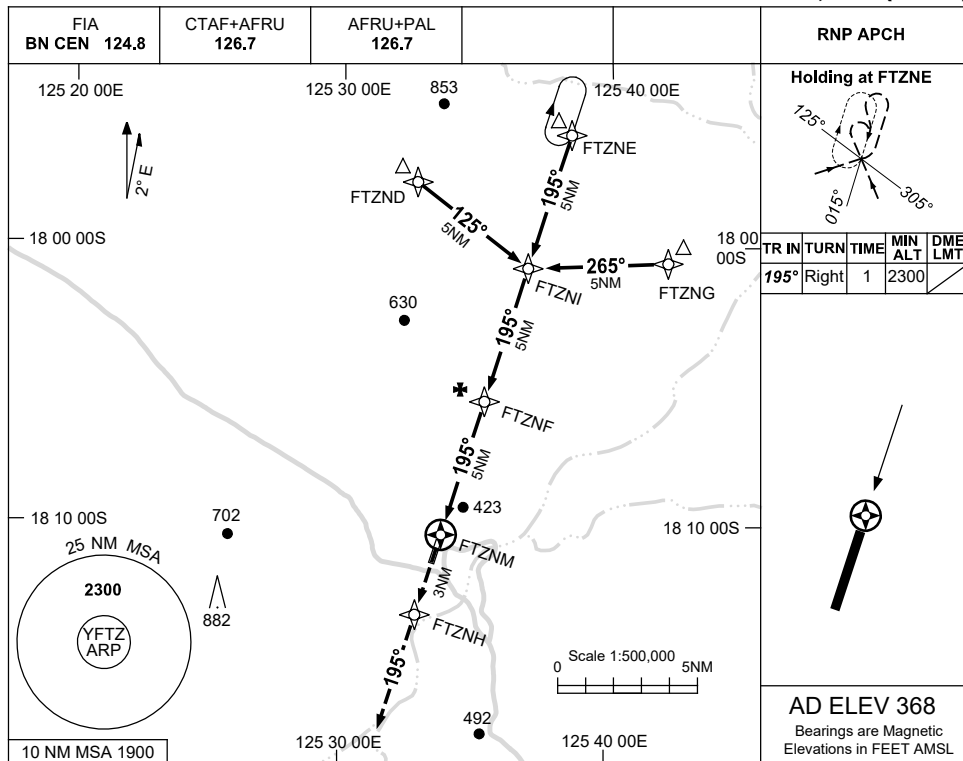 FIA
BN CEN 124.8
CTAF+AFRU
126.7
AFRU+PAL
126.7
RNP APCH
125 20 00E
125 30 00E
853
125 40 00E
Holding at FTZNE
125°
305°
015°
2° E
FTZNE
FTZND
195°
5NM
125°
5NM
18 00 00S
18 00
00S
265°
5NM
FTZNI
FTZNG
TR IN TURN TIME MIN ALT DME LMT
195° Right 1 2300
630
195°
5NM
FTZNF
195°
5NM
423
18 10 00S
18 10 00S
702
FTZNM
25 NM MSA
2300
YFTZ
ARP
882
3NM
FTZNH
195°
Scale 1:500,000
0 5NM
492
125 30 00E
125 40 00E
10 NM MSA 1900
AD ELEV 368
Bearings are Magnetic
Elevations in FEET AMSL